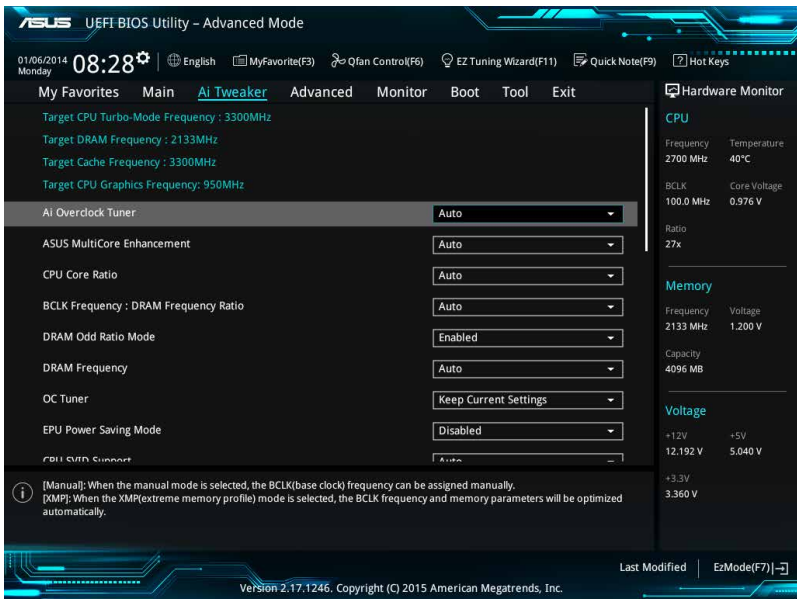 ASUS UEFI BIOS Utility – Advanced Mode
01/06/2014
Monday
08:28
English
MyFavorite(F3)
Qfan Control(F6)
EZ Tuning Wizard(F11)
Quick Note(F9)
? Hot Keys
My Favorites Main Ai Tweaker Advanced Monitor Boot Tool Exit
Target CPU Turbo-Mode Frequency : 3300MHz
Target DRAM Frequency : 2133MHz
Target Cache Frequency : 3300MHz
Target CPU Graphics Frequency: 950MHz
Ai Overclock Tuner Auto
ASUS MultiCore Enhancement Auto
CPU Core Ratio Auto
BCLK Frequency : DRAM Frequency Ratio Auto
DRAM Odd Ratio Mode Enabled
DRAM Frequency Auto
OC Tuner Keep Current Settings
EPU Power Saving Mode Disabled
CPU SVID Support Auto
[Manual]: When the manual mode is selected, the BCLK(base clock) frequency can be assigned manually.
[XMP]: When the XMP(extreme memory profile) mode is selected, the BCLK frequency and memory parameters will be optimized
automatically.
Hardware Monitor
CPU
Frequency Temperature
2700 MHz 40°C
BCLK Core Voltage
100.0 MHz 0.976 V
Ratio
27x
Memory
Frequency Voltage
2133 MHz 1.200 V
Capacity
4096 MB
Voltage
+12V +5V
12.192 V 5.040 V
+3.3V
3.360 V
Last Modified
EzMode(F7)
Version 2.17.1246. Copyright (C) 2015 American Megatrends, Inc.